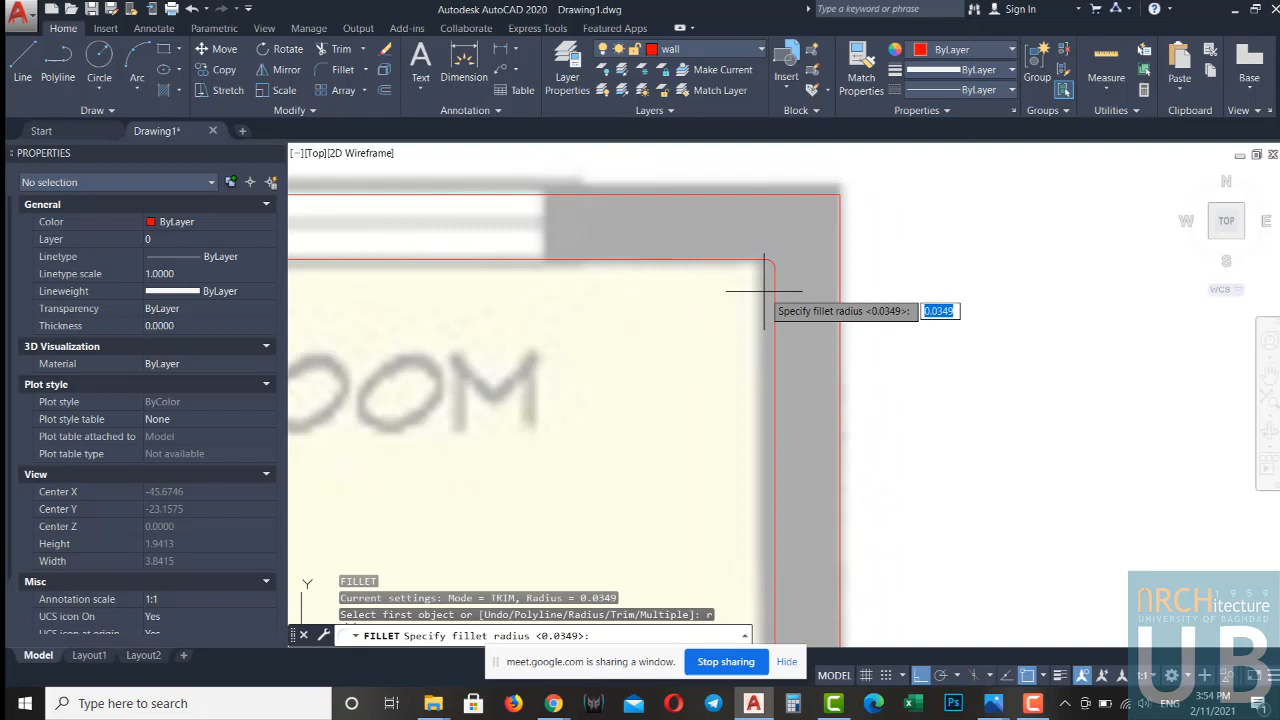 Autodesk AutoCAD 2020 Drawing1.dwg
Type a keyword or phrase
Sign In
Home Insert Annotate Parametric View Manage Output Add-ins Collaborate Express Tools Featured Apps
Line Polyline Circle Arc
Move Rotate Trim
Copy Mirror Fillet
Stretch Scale Array
Text Dimension Table
Layer Properties
wall
Make Current
Match Layer
Insert
Match Properties
ByLayer
ByLayer
ByLayer
Group Measure Paste Base
Draw Modify Annotation Layers Block Properties Groups Utilities Clipboard View
Start Drawing1*
PROPERTIES
[−][Top][2D Wireframe]
No selection
General
Color ByLayer
Layer 0
Linetype ByLayer
Linetype scale 1.0000
Lineweight ByLayer
Transparency ByLayer
Thickness 0.0000
3D Visualization
Material ByLayer
Plot style
Plot style ByColor
Plot style table None
Plot table attached to Model
Plot table type Not available
View
Center X -45.6746
Center Y -23.1575
Center Z 0.0000
Height 1.9413
Width 3.8415
Misc
Annotation scale 1:1
UCS icon On Yes
UCS icon at origin Yes
N
W TOP E
S
WCS
Specify fillet radius <0.0349>: 0.0349
OOM
Y
FILLET
Current settings: Mode = TRIM, Radius = 0.0349
Select first object or [Undo/Polyline/Radius/Trim/Multiple]: r
FILLET Specify fillet radius <0.0349>:
Model Layout1 Layout2
meet.google.com is sharing a window. Stop sharing Hide
MODEL
1:1
1959
ARCHitecture
UNIVERSITY OF BAGHDAD
UB
Type here to search
ENG
3:54 PM
2/11/2021